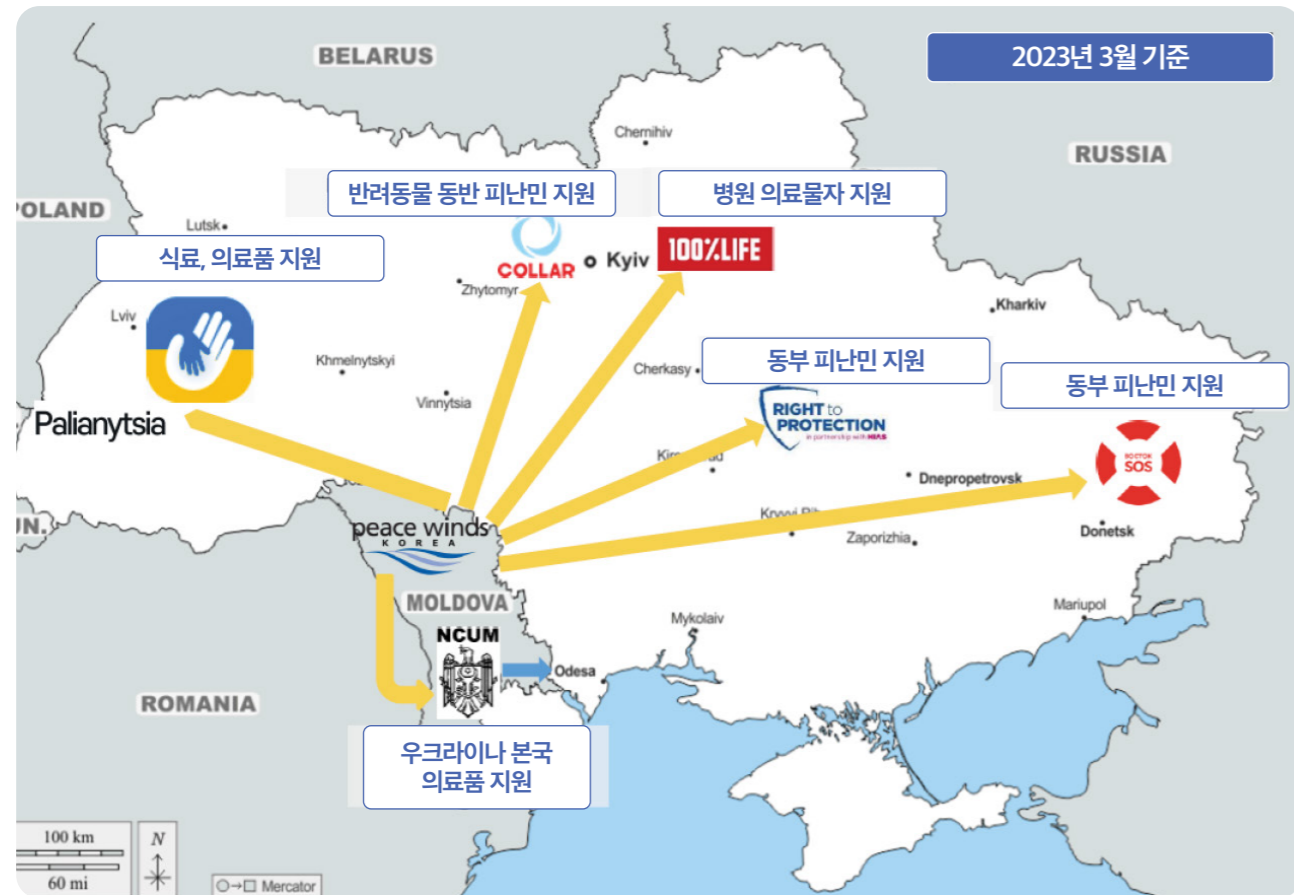 BELARUS
2023년 3월 기준
Chernihiv
RUSSIA
반려동물 동반 피난민 지원
병원 의료물자 지원
POLAND
Lutsk
식료, 의료품 지원
COLLAR
Kyiv
100%LIFE
Zhytomyr
Lviv
Kharkiv
Khmelnytskyi
Cherkasy
동부 피난민 지원
동부 피난민 지원
Vinnytsia
Palianytsia
RIGHT to
PROTECTION
in partnership with HIAS
DOCTOR
SOS
Dnepropetrovsk
peace winds
KOREA
Zaporizhia
Donetsk
MOLDOVA
Mariupol
Mykolaiv
NCUM
Odesa
ROMANIA
우크라이나 본국
의료품 지원
100 km
N
60 mi
Mercator